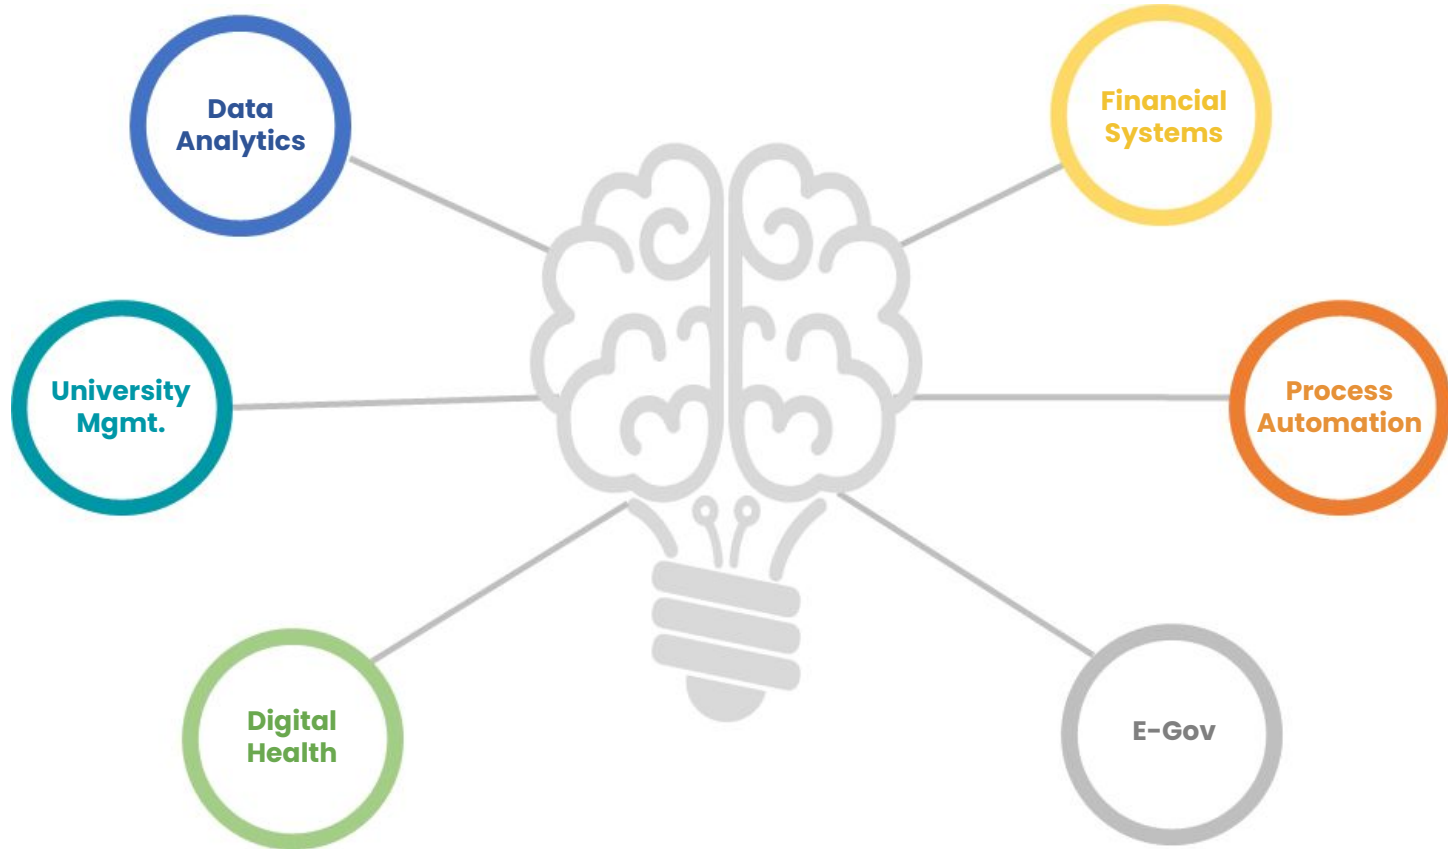 Data
Analytics
Financial
Systems
University
Mgmt.
Process
Automation
Digital
Health
E-Gov